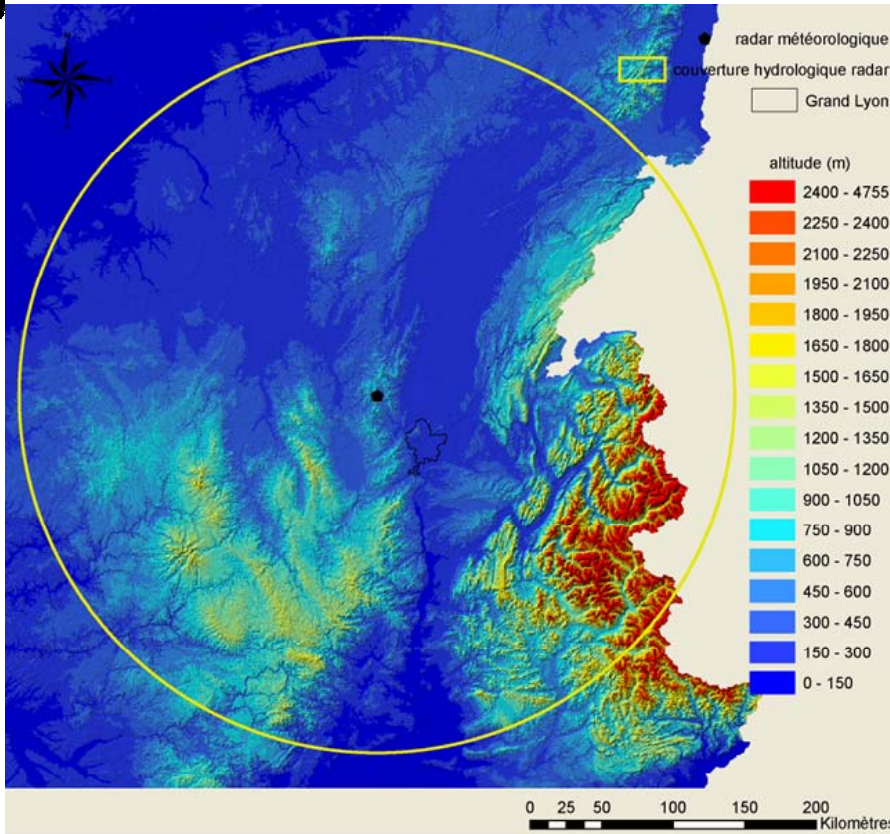 radar météorologique
couverture hydrologique radar
Grand Lyon
altitude (m)
2400 - 4755
2250 - 2400
2100 - 2250
1950 - 2100
1800 - 1950
1650 - 1800
1500 - 1650
1350 - 1500
1200 - 1350
1050 - 1200
900 - 1050
750 - 900
600 - 750
450 - 600
300 - 450
150 - 300
0 - 150
0 25 50 100 150 200
Kilomètres